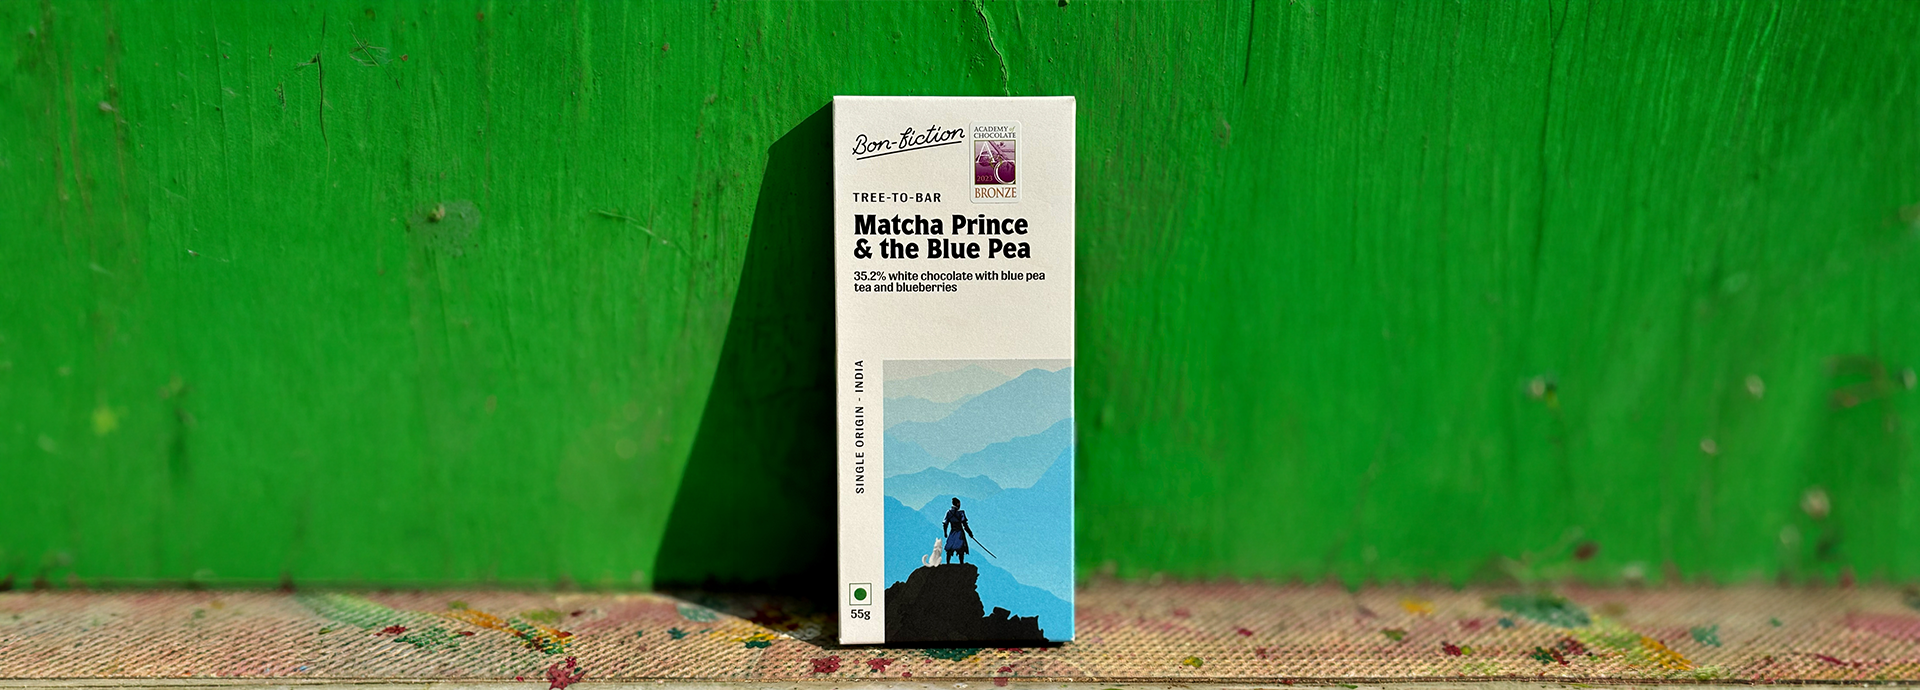 Bon-fiction
ACADEMY of
CHOCOLATE
A
C
2023
BRONZE
TREE-TO-BAR
Matcha Prince
& the Blue Pea
35.2% white chocolate with blue pea
tea and blueberries
SINGLE ORIGIN - INDIA
55g